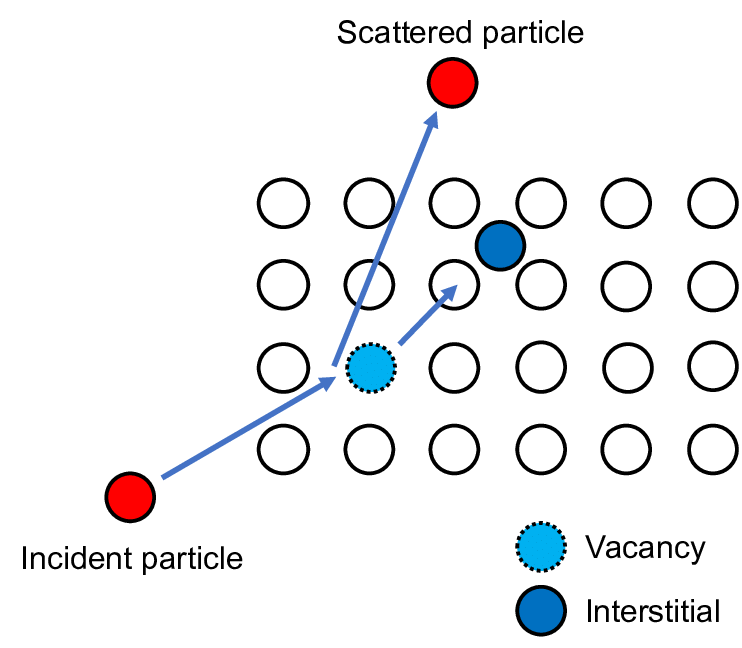 Scattered particle
Incident particle
Vacancy
Interstitial